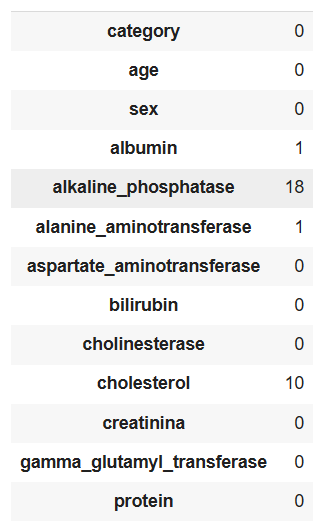 category 0
age 0
sex 0
albumin 1
alkaline_phosphatase 18
alanine_aminotransferase 1
aspartate_aminotransferase 0
bilirubin 0
cholinesterase 0
cholesterol 10
creatinina 0
gamma_glutamyl_transferase 0
protein 0